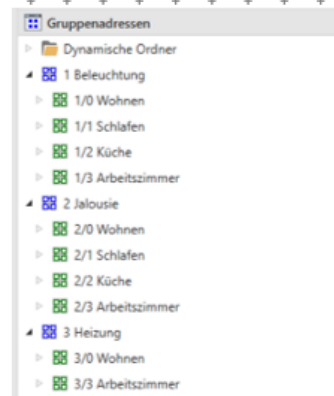 Gruppenadressen
Dynamische Ordner
1 Beleuchtung
1/0 Wohnen
1/1 Schlafen
1/2 Küche
1/3 Arbeitszimmer
2 Jalousie
2/0 Wohnen
2/1 Schlafen
2/2 Küche
2/3 Arbeitszimmer
3 Heizung
3/0 Wohnen
3/3 Arbeitszimmer